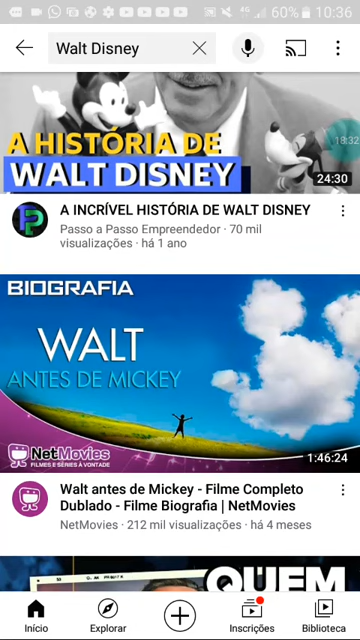 4G 60% 10:36
Walt Disney
18:32
A HISTÓRIA DE
WALT DISNEY
24:30
A INCRÍVEL HISTÓRIA DE WALT DISNEY
Passo a Passo Empreendedor · 70 mil
visualizações · há 1 ano
BIOGRAFIA
WALT
ANTES DE MICKEY
NetMovies
FILMES E SÉRIES À VONTADE
1:46:24
Walt antes de Mickey - Filme Completo
Dublado - Filme Biografia | NetMovies
NetMovies · 212 mil visualizações · há 4 meses
QUEM
Início
Explorar
Inscrições
Biblioteca